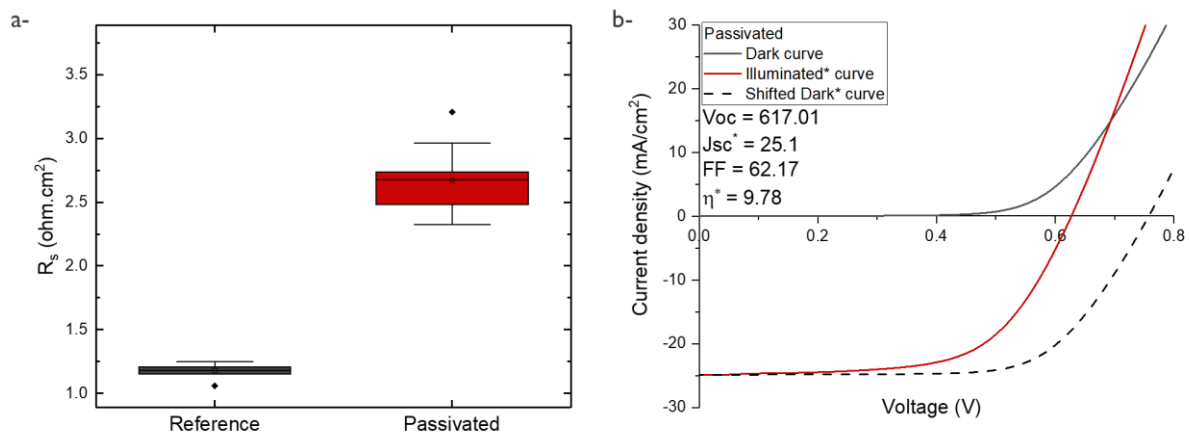 a-
R_s (ohm.cm²)
3.5
3.0
2.5
2.0
1.5
1.0
Reference
Passivated
b-
Current density (mA/cm²)
30
20
10
0
-10
-20
-30
0.0
0.2
0.4
0.6
0.8
Voltage (V)
Passivated
Dark curve
Illuminated* curve
Shifted Dark* curve
Voc = 617.01
Jsc* = 25.1
FF = 62.17
η* = 9.78